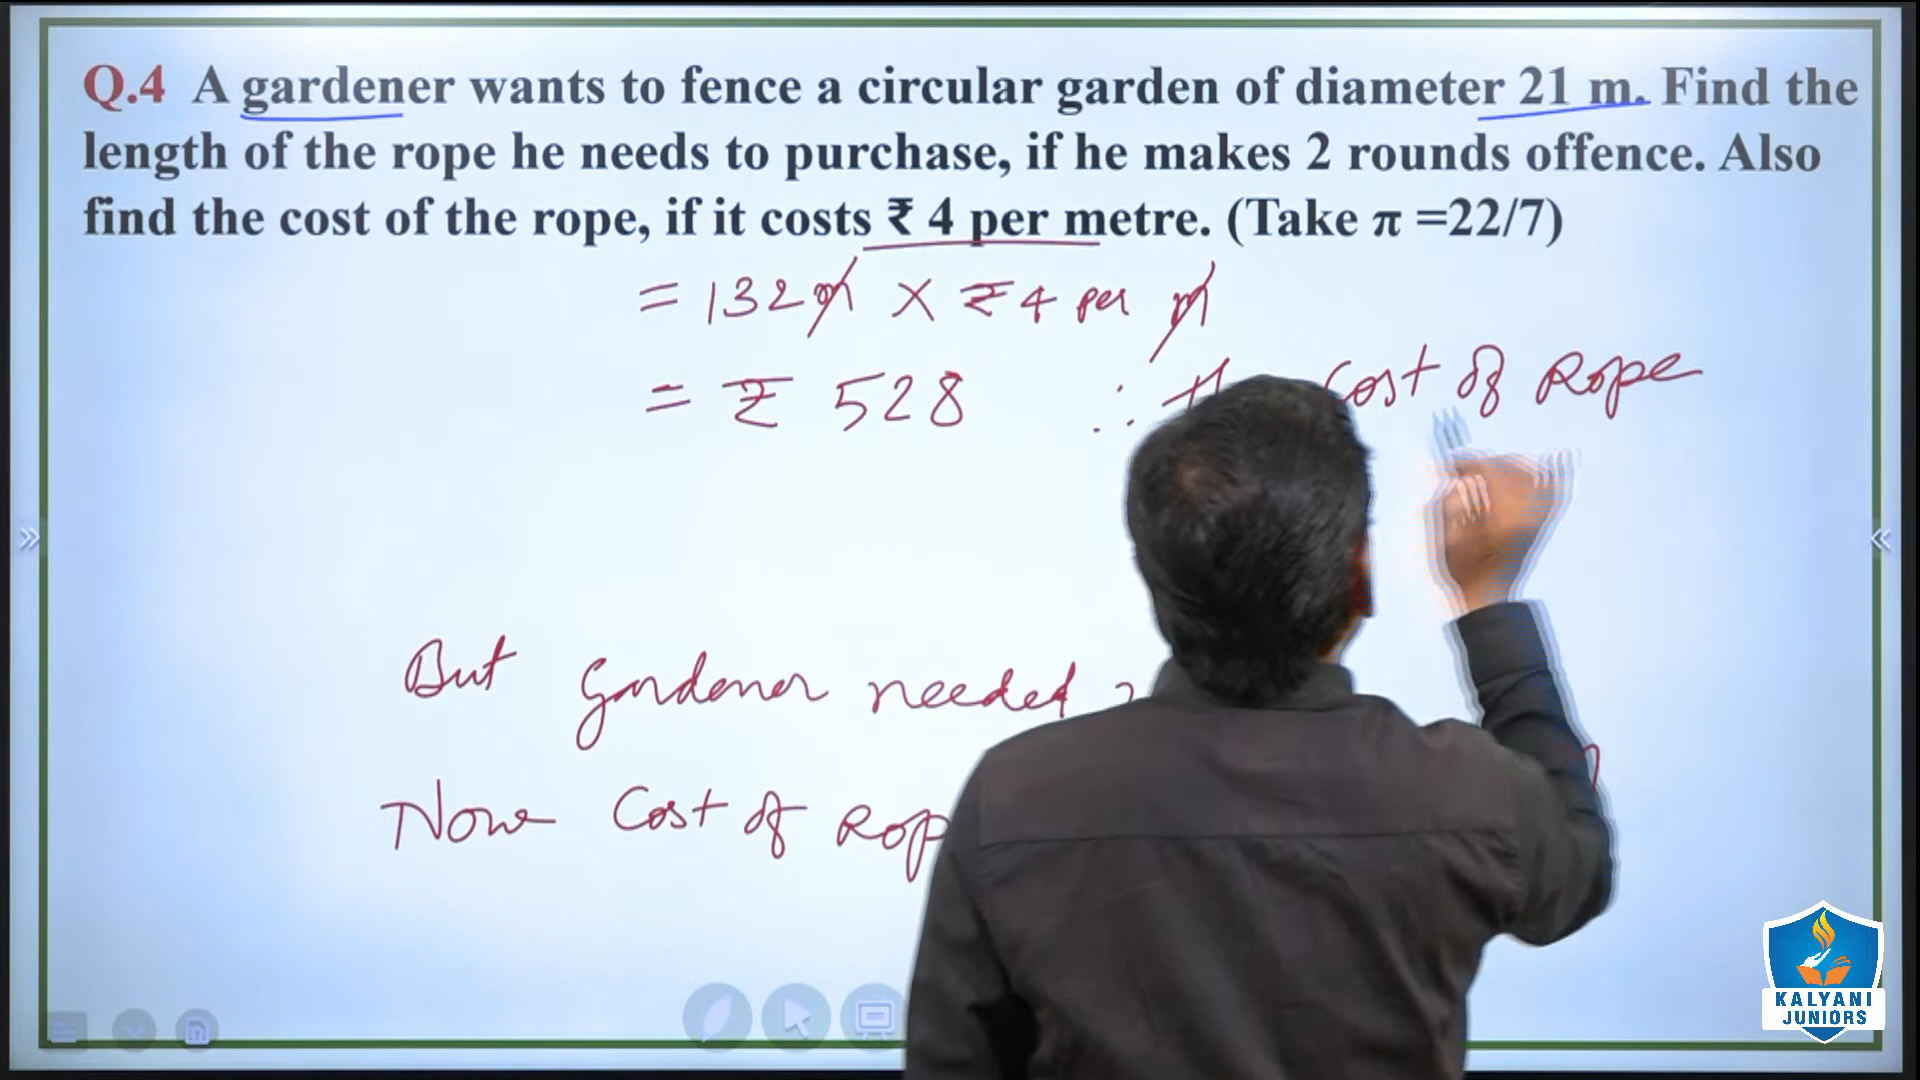 Q.4 A gardener wants to fence a circular garden of diameter 21 m. Find the
length of the rope he needs to purchase, if he makes 2 rounds offence. Also
find the cost of the rope, if it costs ₹ 4 per metre. (Take π =22/7)
= 132 m × ₹ 4 per m
= ₹ 528 ∴ the cost of Rope
But gardener needed
Now cost of Rop
KALYANI
JUNIORS